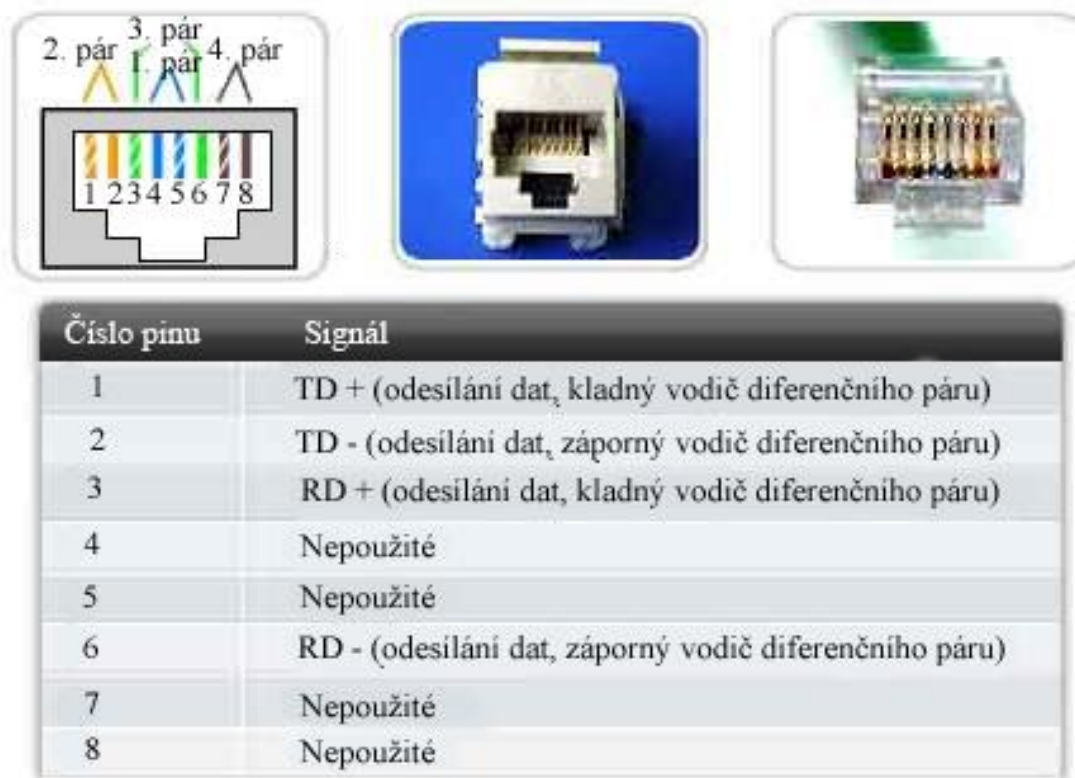 3. pár
2. pár
4. pár
1. pár
1 2 3 4 5 6 7 8
Číslo pinu Signál
1 TD + (odesílání dat, kladný vodič diferenčního páru)
2 TD - (odesílání dat, záporný vodič diferenčního páru)
3 RD + (odesílání dat, kladný vodič diferenčního páru)
4 Nepoužité
5 Nepoužité
6 RD - (odesílání dat, záporný vodič diferenčního páru)
7 Nepoužité
8 Nepoužité